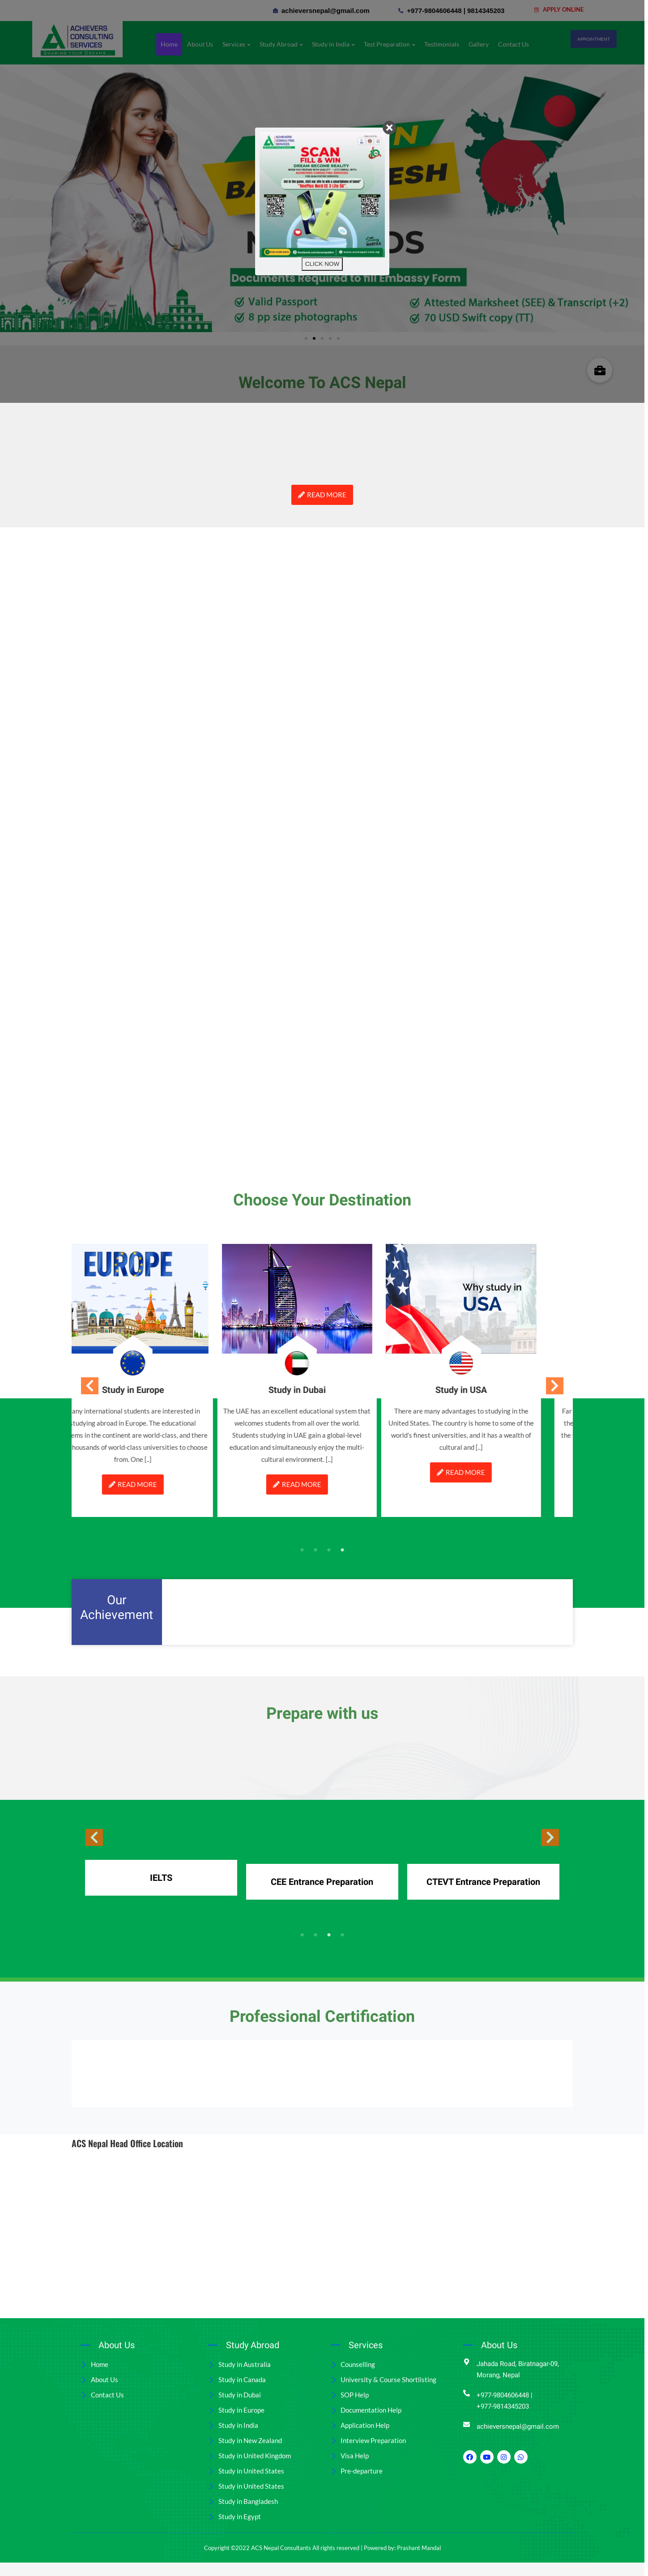 achieversnepal@gmail.com
+977-9804606448 | 9814345203
APPLY ONLINE
ACHIEVERS
CONSULTING
SERVICES
Home
About Us
Services
Study Abroad
Study in India
Test Preparation
Testimonials
Gallery
Contact Us
APPOINTMENT
SCAN
FILL & WIN
DREAM BECOME REALITY
CLICK NOW
Documents Required to fill Embassy Form
Valid Passport
8 pp size photographs
Attested Marksheet (SEE) & Transcript (+2)
70 USD Swift copy (TT)
Welcome To ACS Nepal
READ MORE
Choose Your Destination
EUROPE
Why study in
USA
Study in Europe
any international students are interested in
tudying abroad in Europe. The educational
ems in the continent are world-class, and there
housands of world-class universities to choose
from. One [..]
READ MORE
Study in Dubai
The UAE has an excellent educational system that
welcomes students from all over the world.
Students studying in UAE gain a global-level
education and simultaneously enjoy the multi-
cultural environment. [..]
READ MORE
Study in USA
There are many advantages to studying in the
United States. The country is home to some of the
world's finest universities, and it has a wealth of
cultural and [..]
READ MORE
Far
the
the
Our
Achievement
Prepare with us
IELTS
CEE Entrance Preparation
CTEVT Entrance Preparation
Professional Certification
ACS Nepal Head Office Location
About Us
Home
About Us
Contact Us
Study Abroad
Study in Australia
Study in Canada
Study in Dubai
Study in Europe
Study in India
Study in New Zealand
Study in United Kingdom
Study in United States
Study in United States
Study in Bangladesh
Study in Egypt
Services
Counselling
University & Course Shortlisting
SOP Help
Documentation Help
Application Help
Interview Preparation
Visa Help
Pre-departure
About Us
Jahada Road, Biratnagar-09,
Morang, Nepal
+977-9804606448 |
+977-9814345203
achieversnepal@gmail.com
Copyright ©2022 ACS Nepal Consultants All rights reserved | Powered by: Prashant Mandal